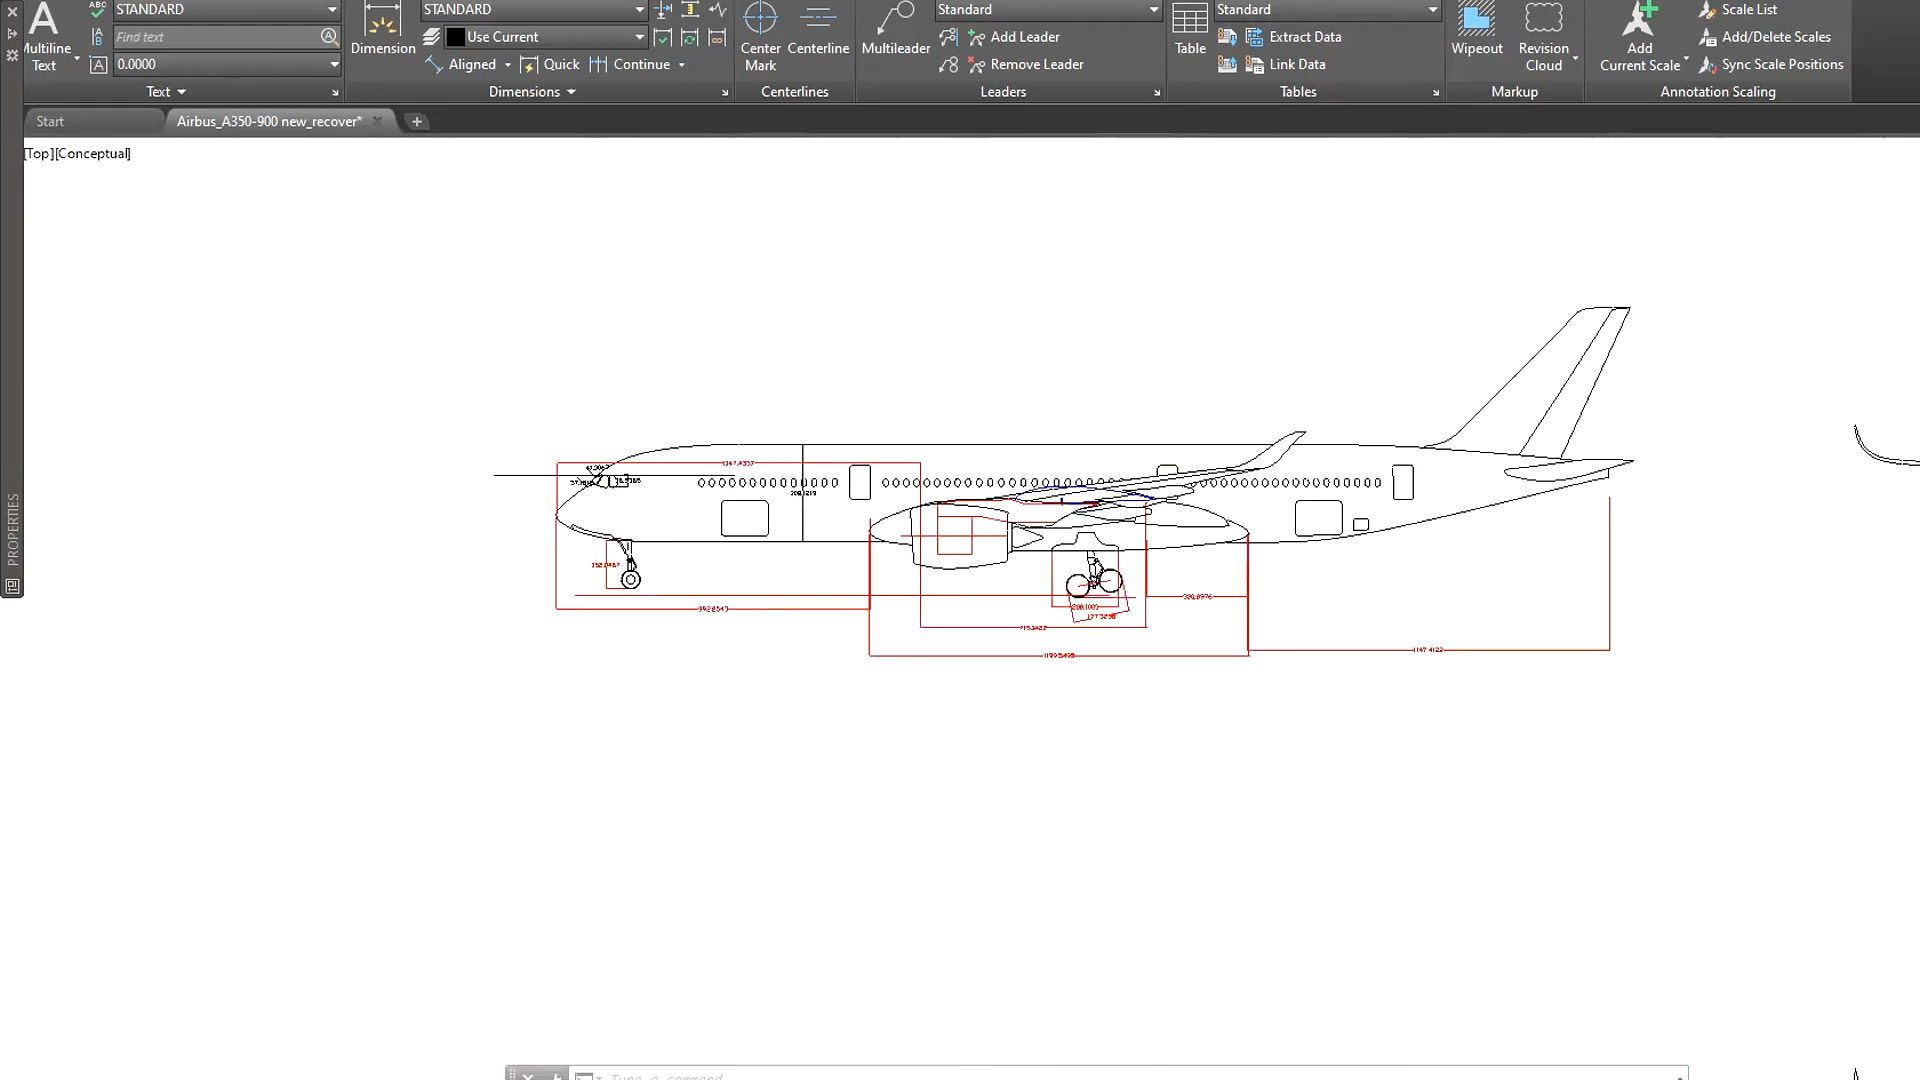 STANDARD
STANDARD
Standard
Standard
Scale List
Find text
Use Current
Add Leader
Extract Data
Add/Delete Scales
Multiline
Text
0.0000
Dimension
Aligned
Quick
Continue
Center
Mark
Centerline
Multileader
Remove Leader
Table
Link Data
Wipeout
Revision
Cloud
Add
Current Scale
Sync Scale Positions
Text
Dimensions
Centerlines
Leaders
Tables
Markup
Annotation Scaling
Start
Airbus_A350-900 new_recover*
[Top][Conceptual]
PROPERTIES
Type a command